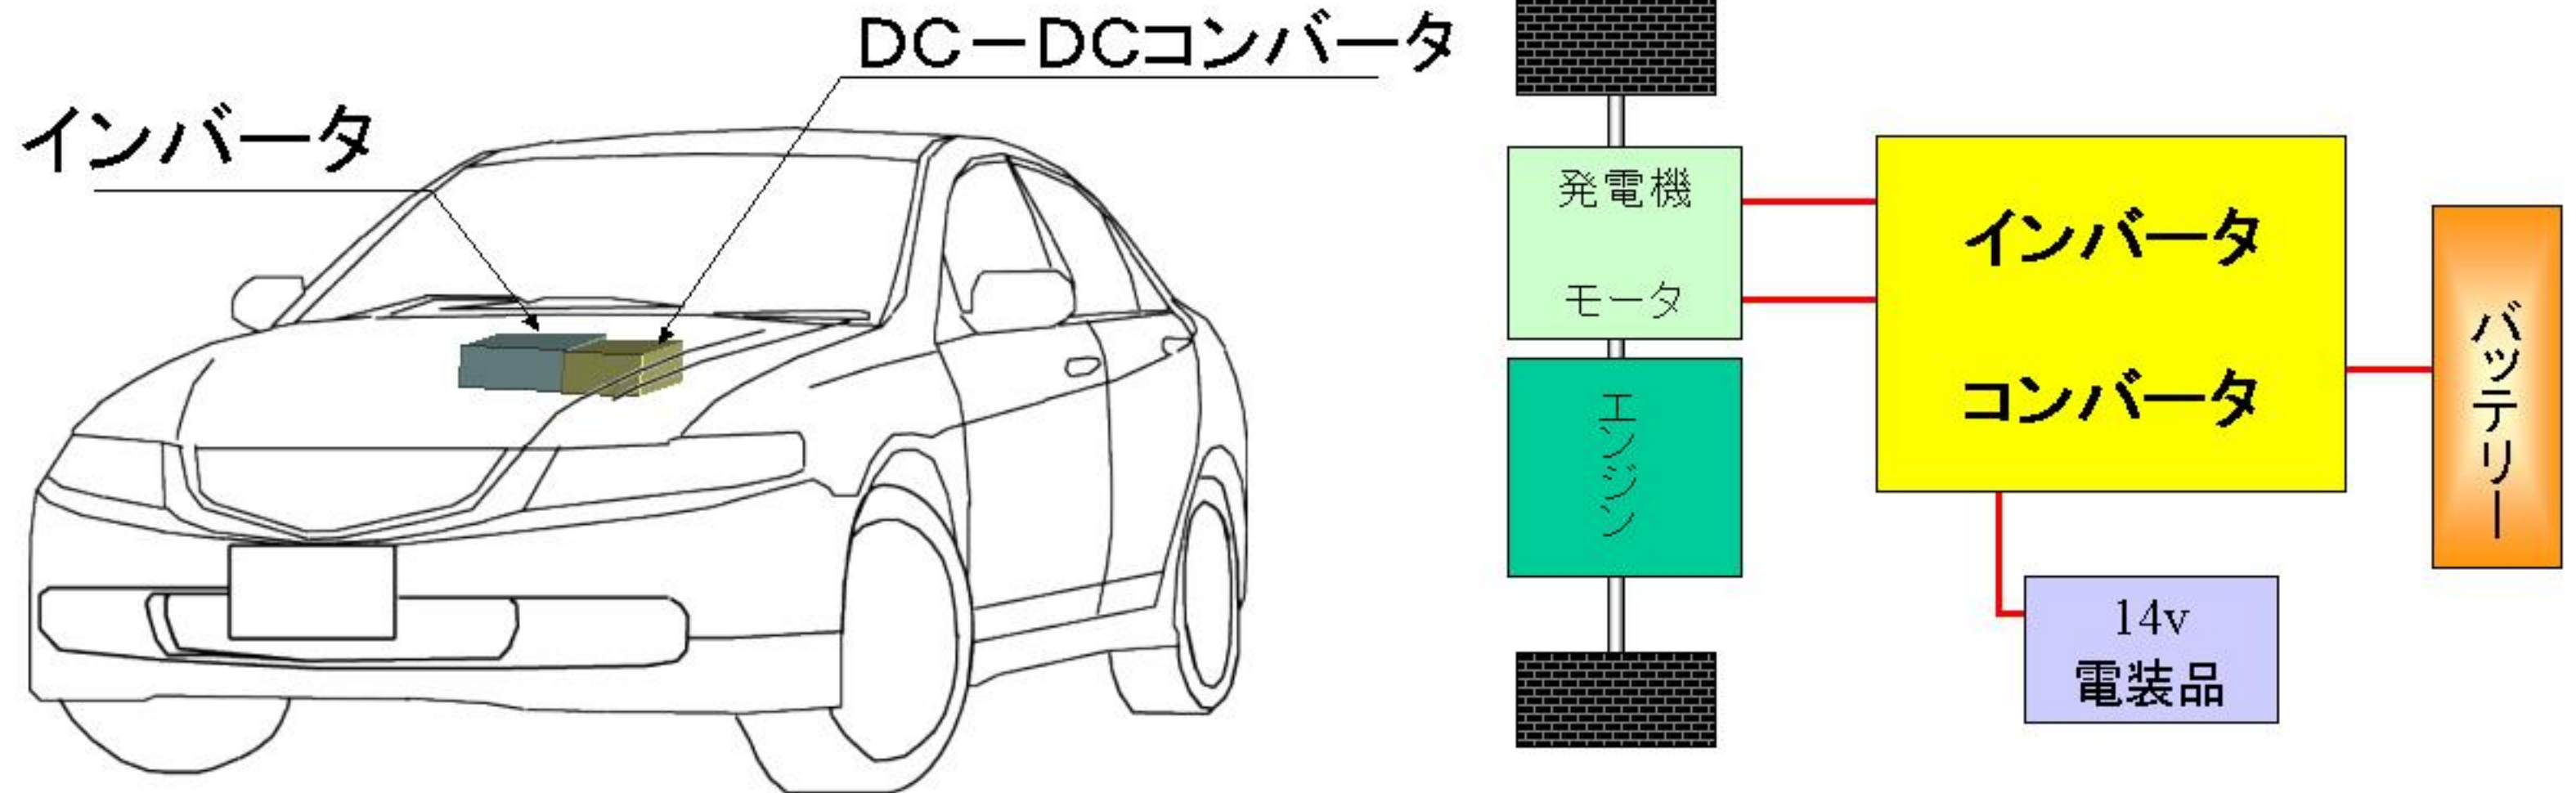 DC－DCコンバータ
インバータ
発電機
モータ
エンジン
インバータ
コンバータ
バッテリー
14v
電装品